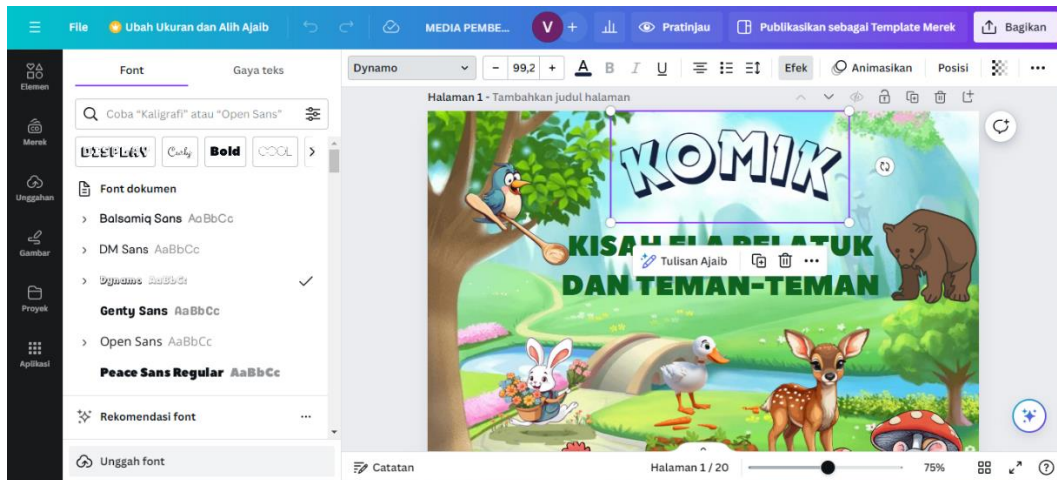 File
Ubah Ukuran dan Alih Ajaib
MEDIA PEMBE...
V
+
Pratinjau
Publikasikan sebagai Template Merek
Bagikan
Elemen
Merek
Unggahan
Gambar
Proyek
Aplikasi
Font
Gaya teks
Coba "Kaligrafi" atau "Open Sans"
DISPLAY
Curly
Bold
COOL
Font dokumen
Balsamiq Sans AaBbCc
DM Sans AaBbCc
Dynamo AaBbCc
Genty Sans AaBbCc
Open Sans AaBbCc
Peace Sans Regular AaBbCc
Rekomendasi font
Unggah font
Dynamo
- 99,2 +
A B I U
Efek
Animasikan
Posisi
Halaman 1 - Tambahkan judul halaman
KOMIK
KISAH ELA PELATUK
Tulisan Ajaib
DAN TEMAN-TEMAN
Catatan
Halaman 1 / 20
75%